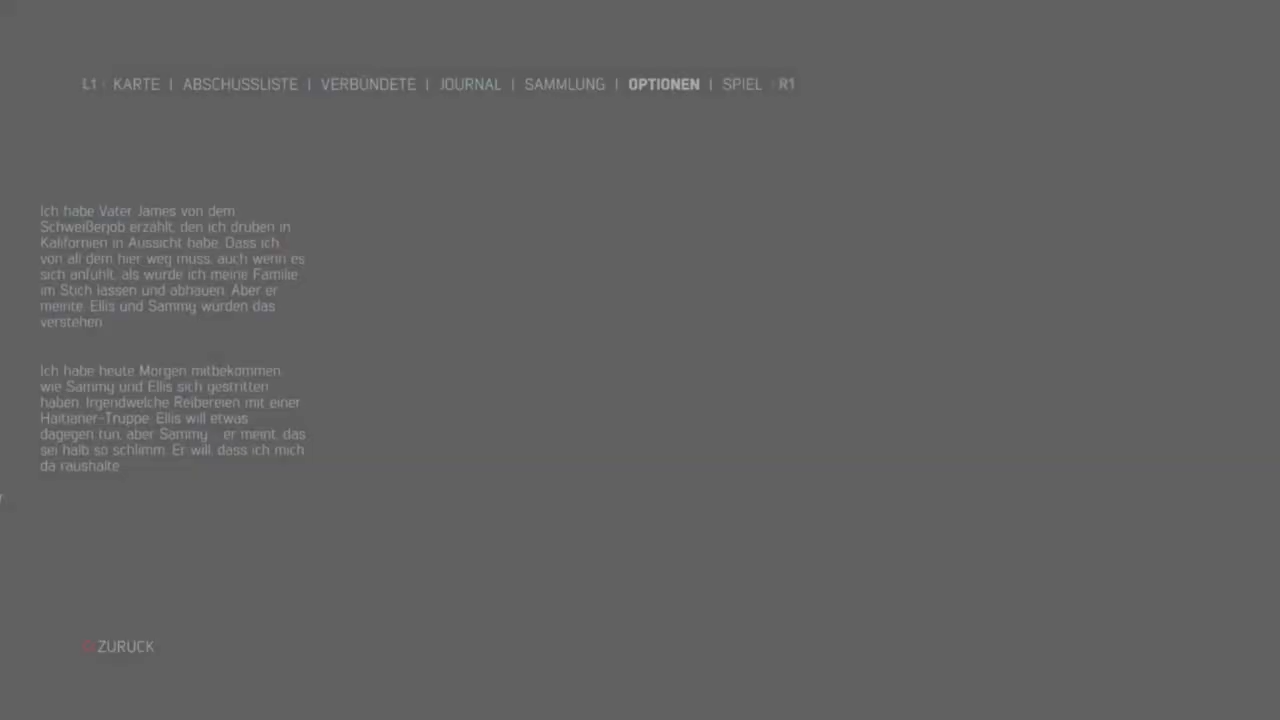 L1 KARTE | ABSCHUSSLISTE | VERBÜNDETE | JOURNAL | SAMMLUNG | OPTIONEN | SPIEL R1
Ich habe Vater James von dem
Schweißerjob erzählt, den ich drüben in
Kalifornien in Aussicht habe. Dass ich
von all dem hier weg muss, auch wenn es
sich anfühlt, als würde ich meine Familie
im Stich lassen und abhauen. Aber er
meinte, Ellis und Sammy würden das
verstehen.
Ich habe heute Morgen mitbekommen,
wie Sammy und Ellis sich gestritten
haben. Irgendwelche Reibereien mit einer
Haitianer-Truppe. Ellis will etwas
dagegen tun, aber Sammy... er meint, das
sei halb so schlimm. Er will, dass ich mich
da raushalte.
ZURÜCK